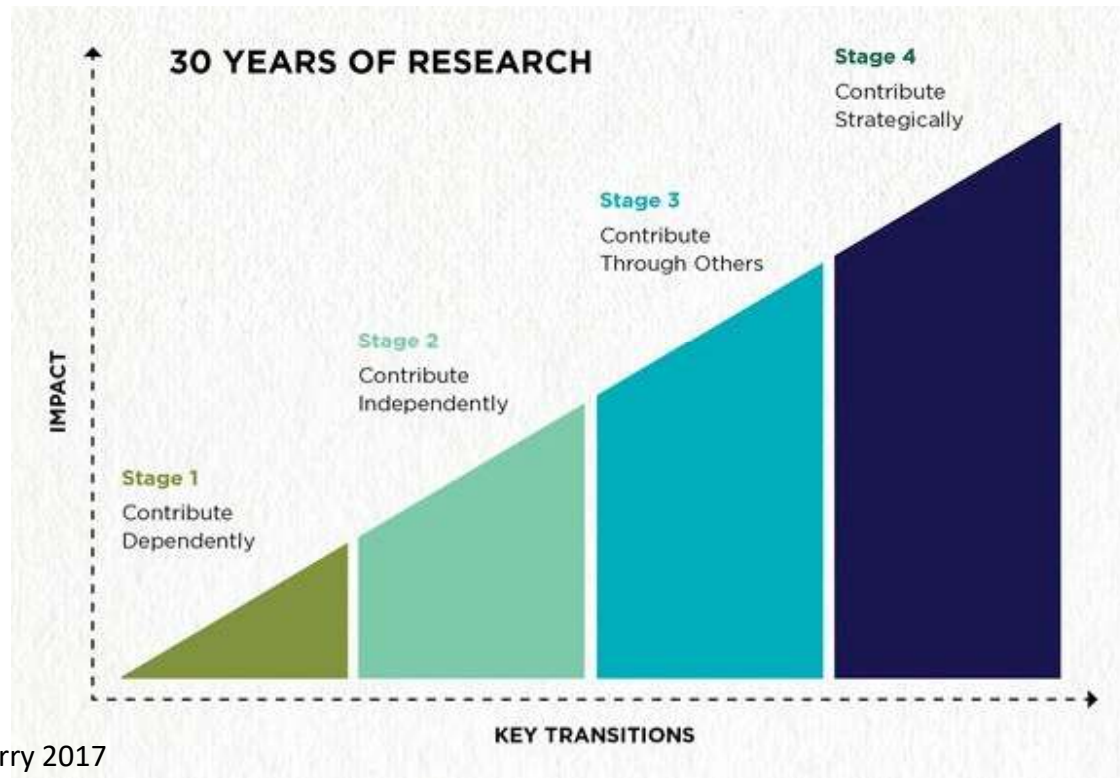 30 YEARS OF RESEARCH
Stage 4
Contribute
Strategically
Stage 3
Contribute
Through Others
Stage 2
Contribute
Independently
Stage 1
Contribute
Dependently
IMPACT
KEY TRANSITIONS
2017